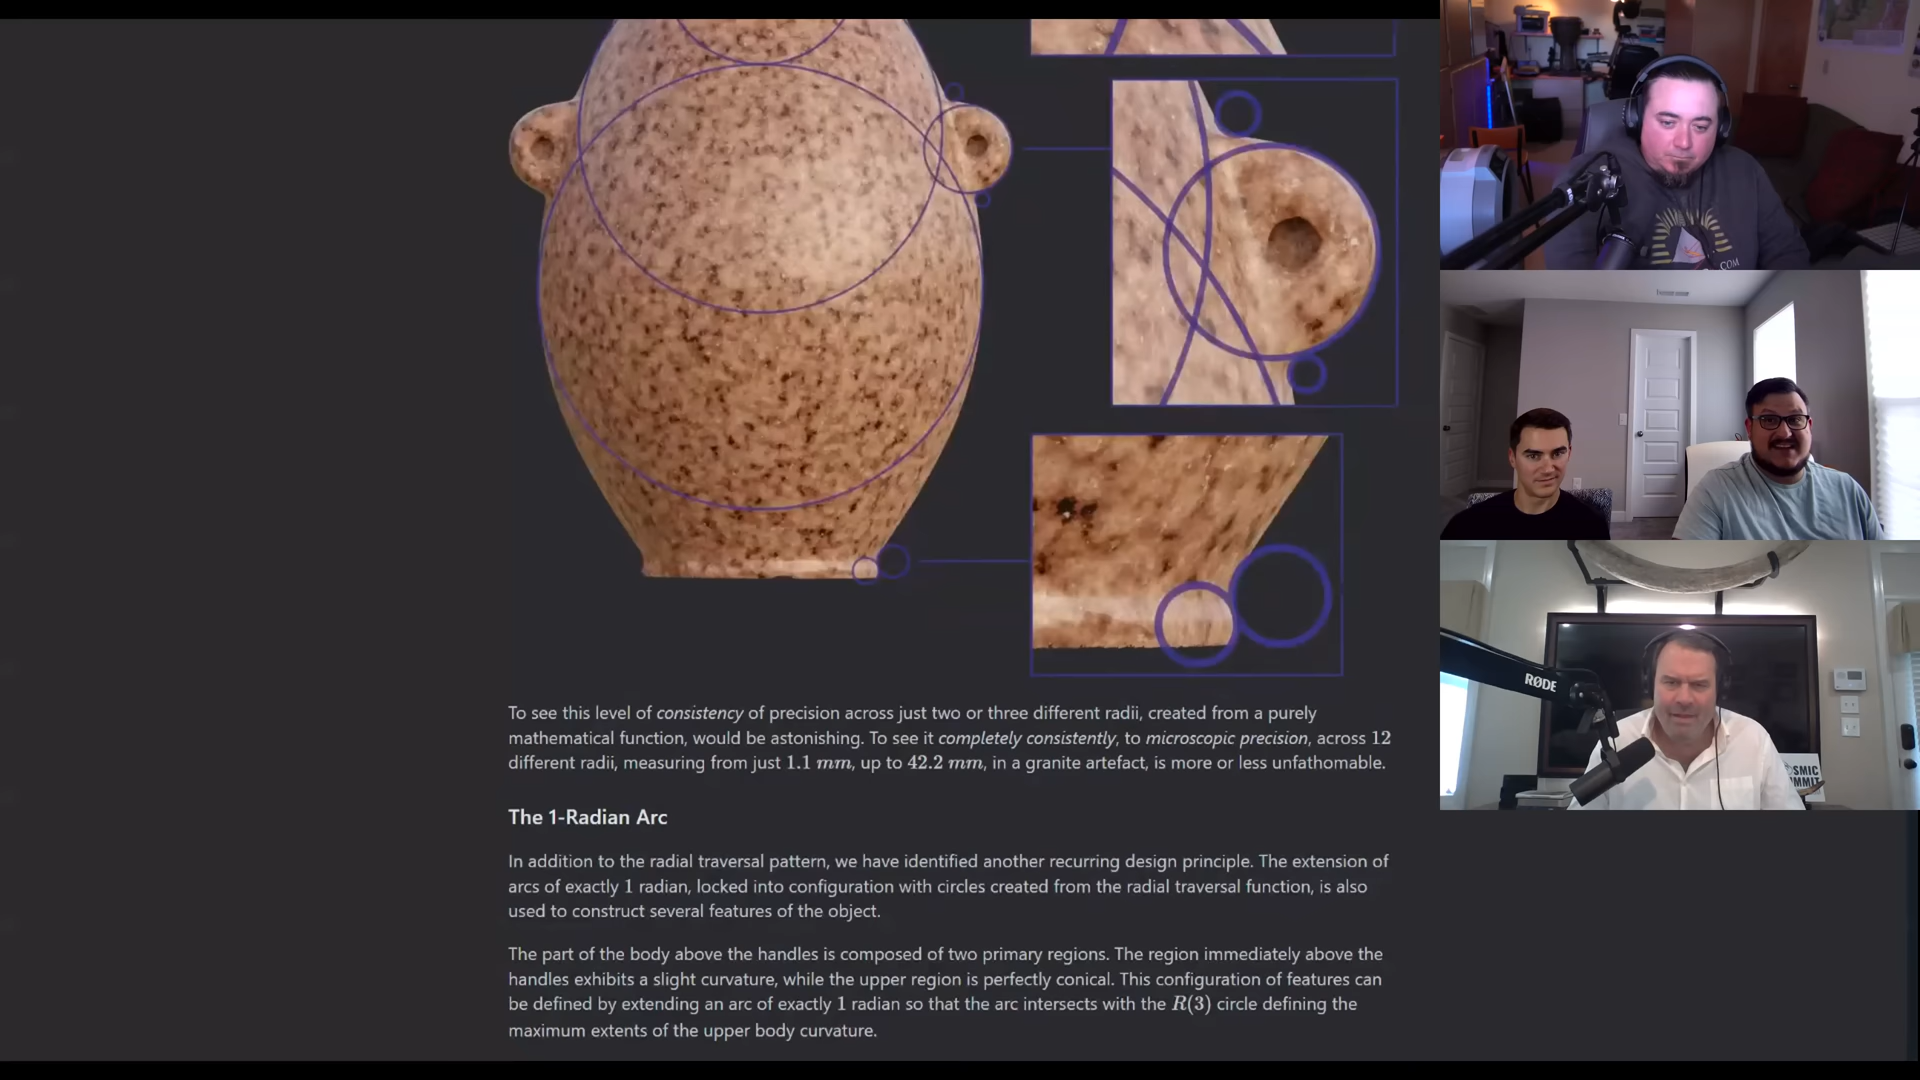 To see this level of consistency of precision across just two or three different radii, created from a purely
mathematical function, would be astonishing. To see it completely consistently, to microscopic precision, across 12
different radii, measuring from just 1.1 mm, up to 42.2 mm, in a granite artefact, is more or less unfathomable.
The 1-Radian Arc
In addition to the radial traversal pattern, we have identified another recurring design principle. The extension of
arcs of exactly 1 radian, locked into configuration with circles created from the radial traversal function, is also
used to construct several features of the object.
The part of the body above the handles is composed of two primary regions. The region immediately above the
handles exhibits a slight curvature, while the upper region is perfectly conical. This configuration of features can
be defined by extending an arc of exactly 1 radian so that the arc intersects with the R(3) circle defining the
maximum extents of the upper body curvature.
COM
RØDE
SMIC
MMIT